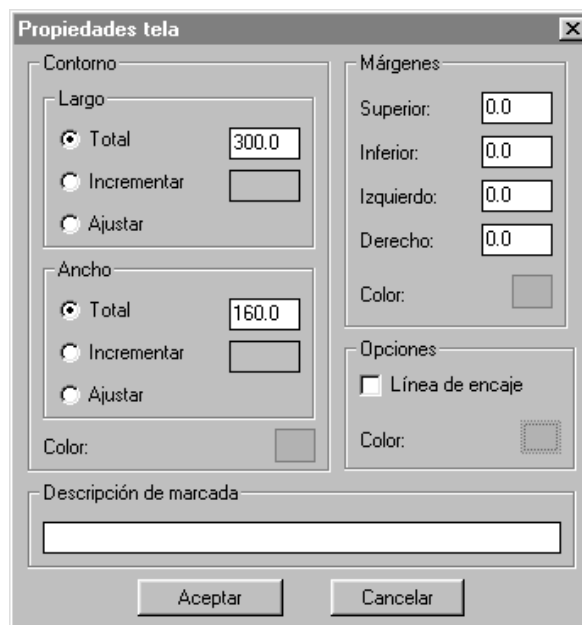 Propiedades tela
Contorno
Largo
Total 300.0
Incrementar
Ajustar
Ancho
Total 160.0
Incrementar
Ajustar
Color:
Márgenes
Superior: 0.0
Inferior: 0.0
Izquierdo: 0.0
Derecho: 0.0
Color:
Opciones
Línea de encaje
Color:
Descripción de marcada
Aceptar Cancelar